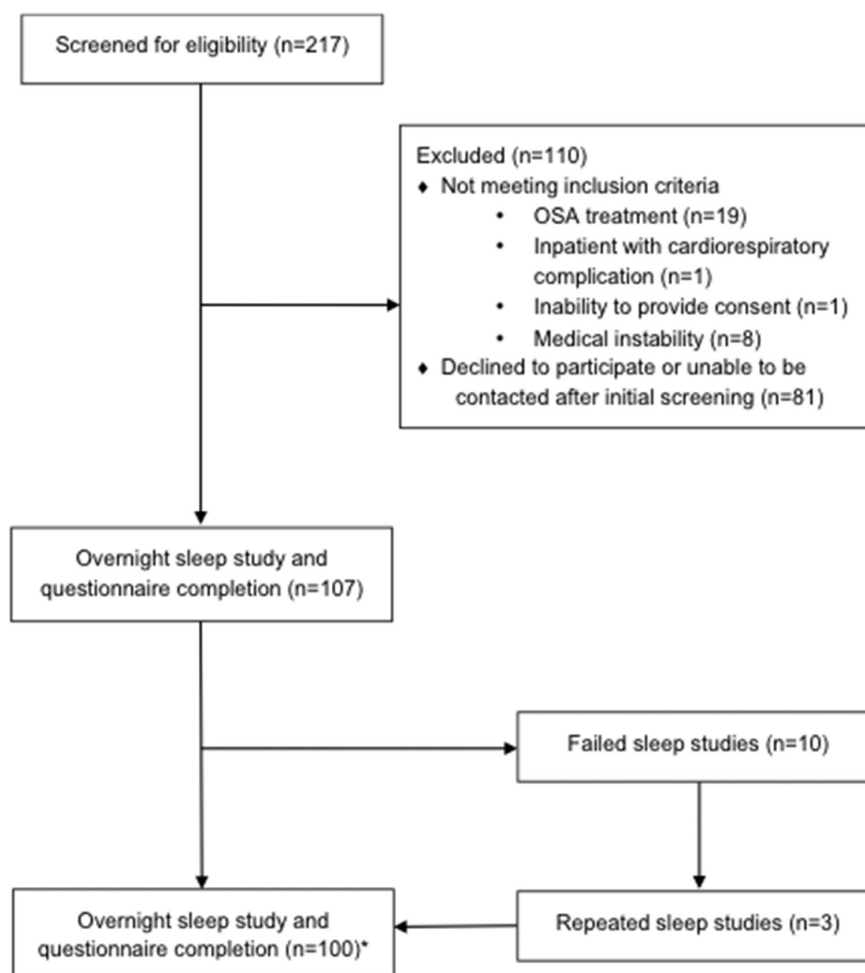 Screened for eligibility (n=217)
Excluded (n=110)
♦ Not meeting inclusion criteria
• OSA treatment (n=19)
• Inpatient with cardiorespiratory
complication (n=1)
• Inability to provide consent (n=1)
• Medical instability (n=8)
♦ Declined to participate or unable to be
contacted after initial screening (n=81)
Overnight sleep study and
questionnaire completion (n=107)
Failed sleep studies (n=10)
Overnight sleep study and
questionnaire completion (n=100)*
Repeated sleep studies (n=3)